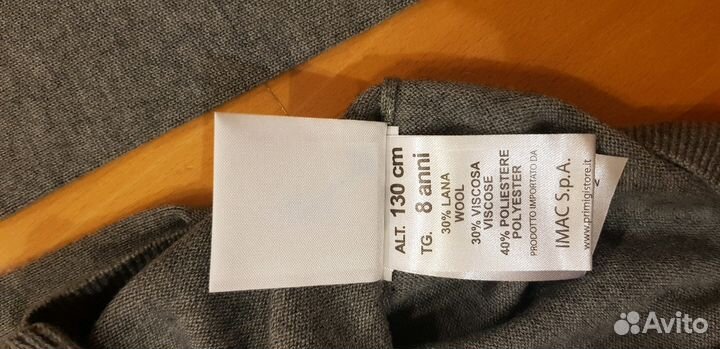 ALT. 130 cm
TG. 8 anni
30% LANA
WOOL
30% VISCOSA
VISCOSE
40% POLIESTERE
POLYESTER
PRODOTTO IMPORTATO DA
IMAC S.p.A.
www.primigistore.it
Avito